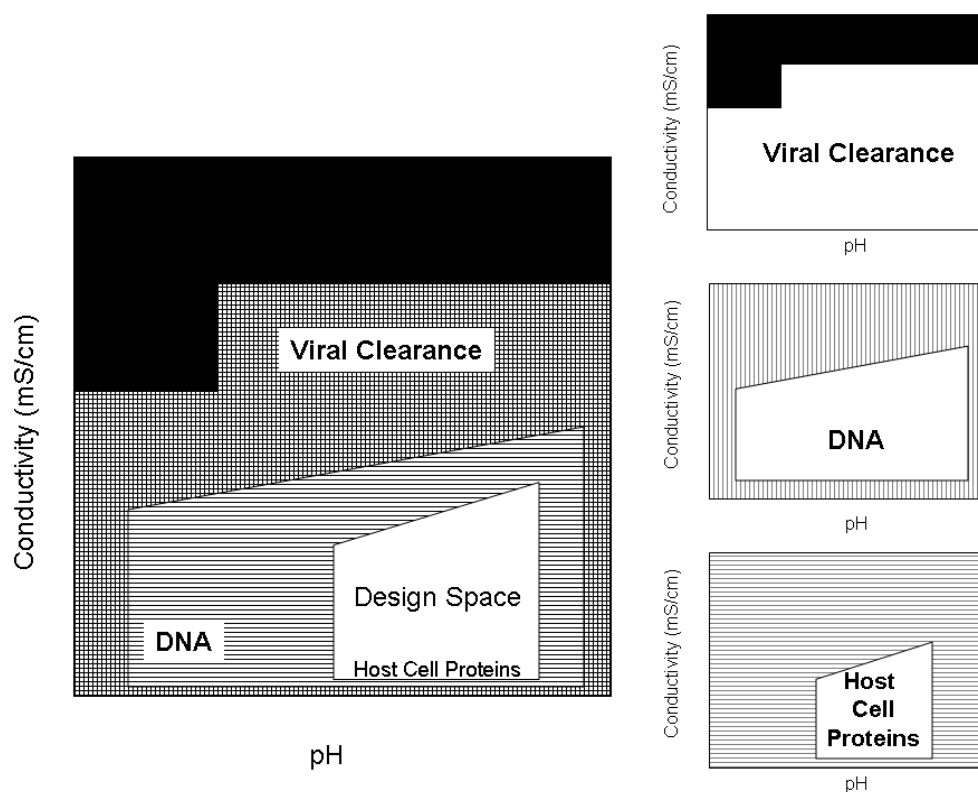 Conductivity (mS/cm)
Viral Clearance
Design Space
DNA
Host Cell Proteins
pH
Conductivity (mS/cm)
Viral Clearance
pH
Conductivity (mS/cm)
DNA
pH
Conductivity (mS/cm)
Host
Cell
Proteins
pH